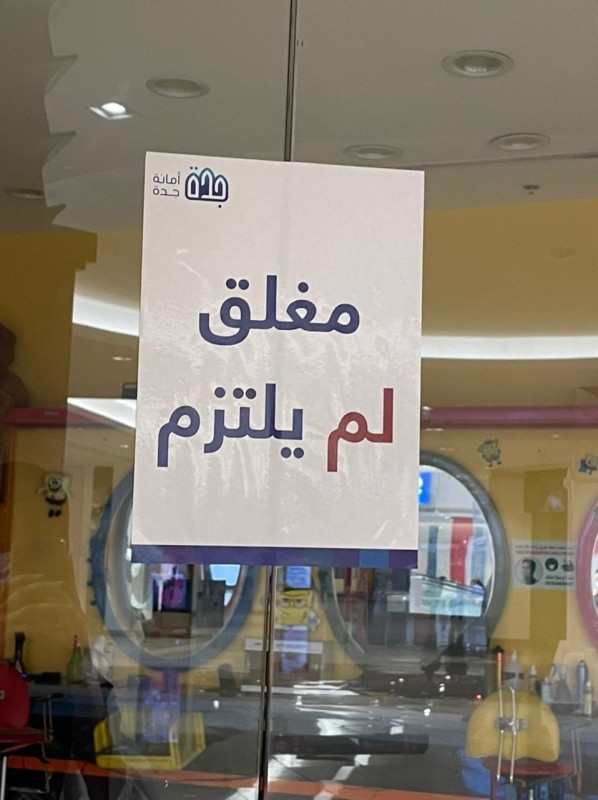 أمانة
جدة
جدة
مغلق
لم يلتزم